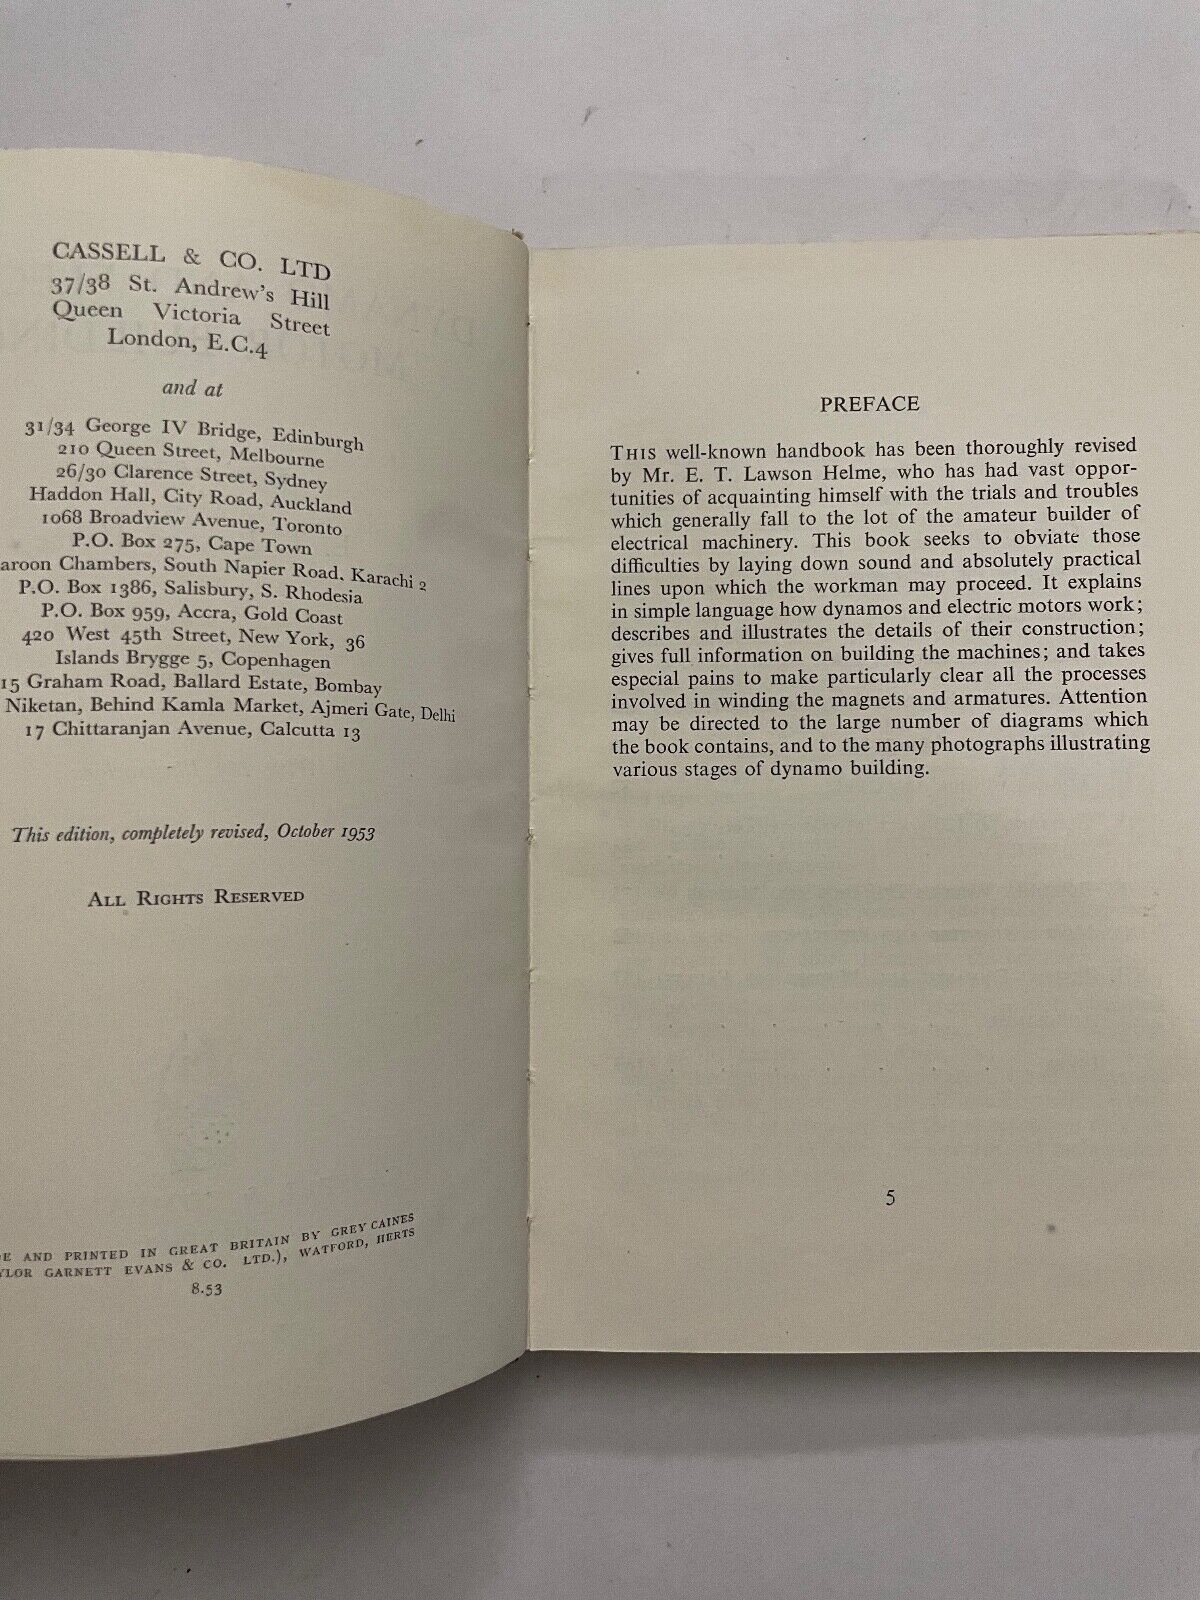 CASSELL & CO. LTD
37/38 St. Andrew's Hill
Queen Victoria Street
London, E.C.4
and at
31/34 George IV Bridge, Edinburgh
210 Queen Street, Melbourne
26/30 Clarence Street, Sydney
Haddon Hall, City Road, Auckland
1068 Broadview Avenue, Toronto
P.O. Box 275, Cape Town
aroon Chambers, South Napier Road, Karachi 2
P.O. Box 1386, Salisbury, S. Rhodesia
P.O. Box 959, Accra, Gold Coast
420 West 45th Street, New York, 36
Islands Brygge 5, Copenhagen
15 Graham Road, Ballard Estate, Bombay
Niketan, Behind Kamla Market, Ajmeri Gate, Delhi
17 Chittaranjan Avenue, Calcutta 13
This edition, completely revised, October 1953
ALL RIGHTS RESERVED
E AND PRINTED IN GREAT BRITAIN BY GREY CAINES
YLOR GARNETT EVANS & CO. LTD.), WATFORD, HERTS
8.53
PREFACE
THIS well-known handbook has been thoroughly revised
by Mr. E. T. Lawson Helme, who has had vast oppor-
tunities of acquainting himself with the trials and troubles
which generally fall to the lot of the amateur builder of
electrical machinery. This book seeks to obviate those
difficulties by laying down sound and absolutely practical
lines upon which the workman may proceed. It explains
in simple language how dynamos and electric motors work;
describes and illustrates the details of their construction;
gives full information on building the machines; and takes
especial pains to make particularly clear all the processes
involved in winding the magnets and armatures. Attention
may be directed to the large number of diagrams which
the book contains, and to the many photographs illustrating
various stages of dynamo building.
5